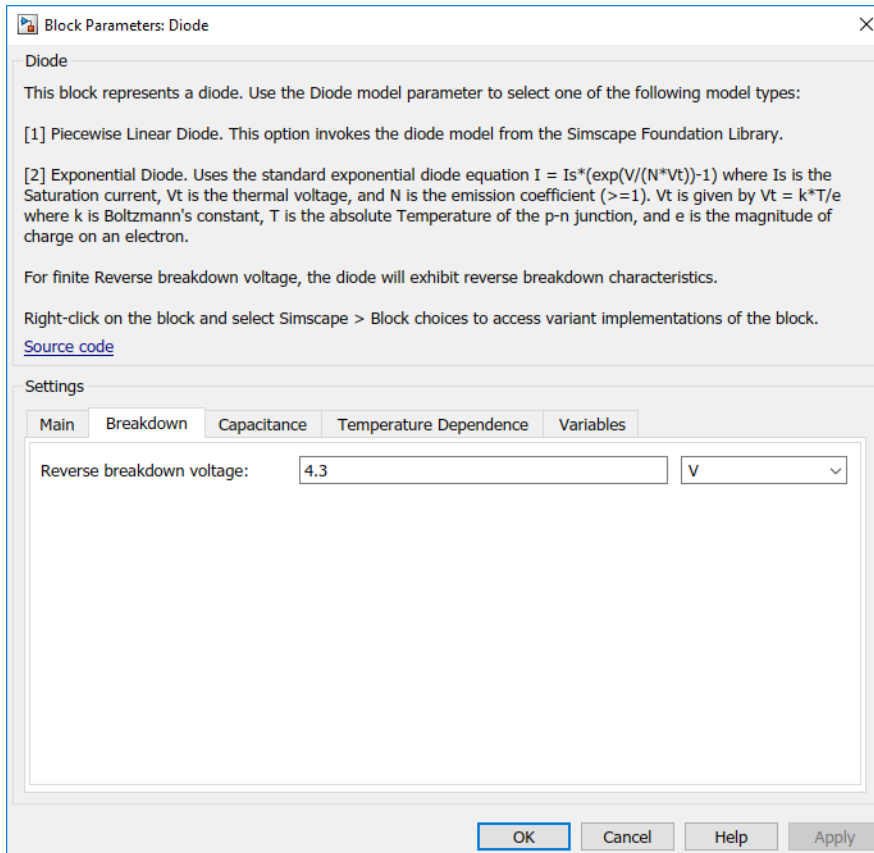 Block Parameters: Diode
Diode
This block represents a diode. Use the Diode model parameter to select one of the following model types:
[1] Piecewise Linear Diode. This option invokes the diode model from the Simscape Foundation Library.
[2] Exponential Diode. Uses the standard exponential diode equation I = Is*(exp(V/(N*Vt))-1) where Is is the
Saturation current, Vt is the thermal voltage, and N is the emission coefficient (>=1). Vt is given by Vt = k*T/e
where k is Boltzmann's constant, T is the absolute Temperature of the p-n junction, and e is the magnitude of
charge on an electron.
For finite Reverse breakdown voltage, the diode will exhibit reverse breakdown characteristics.
Right-click on the block and select Simscape > Block choices to access variant implementations of the block.
Source code
Settings
Main Breakdown Capacitance Temperature Dependence Variables
Reverse breakdown voltage: 4.3 V
OK Cancel Help Apply